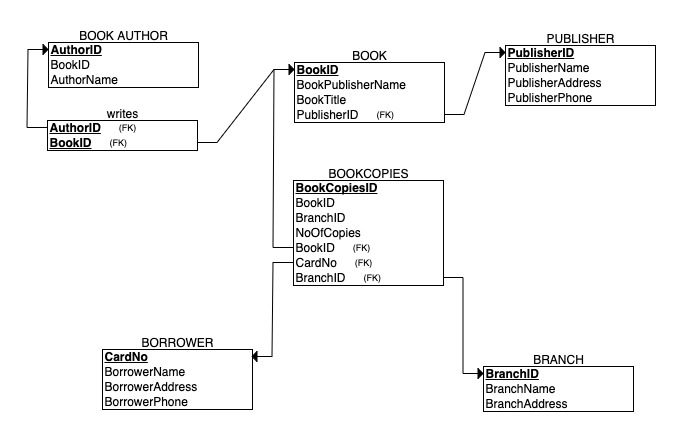 BOOK AUTHOR
AuthorID
BookID
AuthorName
writes
AuthorID (FK)
BookID (FK)
BOOK
BookID
BookPublisherName
BookTitle
PublisherID (FK)
PUBLISHER
PublisherID
PublisherName
PublisherAddress
PublisherPhone
BOOKCOPIES
BookCopiesID
BookID
BranchID
NoOfCopies
BookID (FK)
CardNo (FK)
BranchID (FK)
BORROWER
CardNo
BorrowerName
BorrowerAddress
BorrowerPhone
BRANCH
BranchID
BranchName
BranchAddress